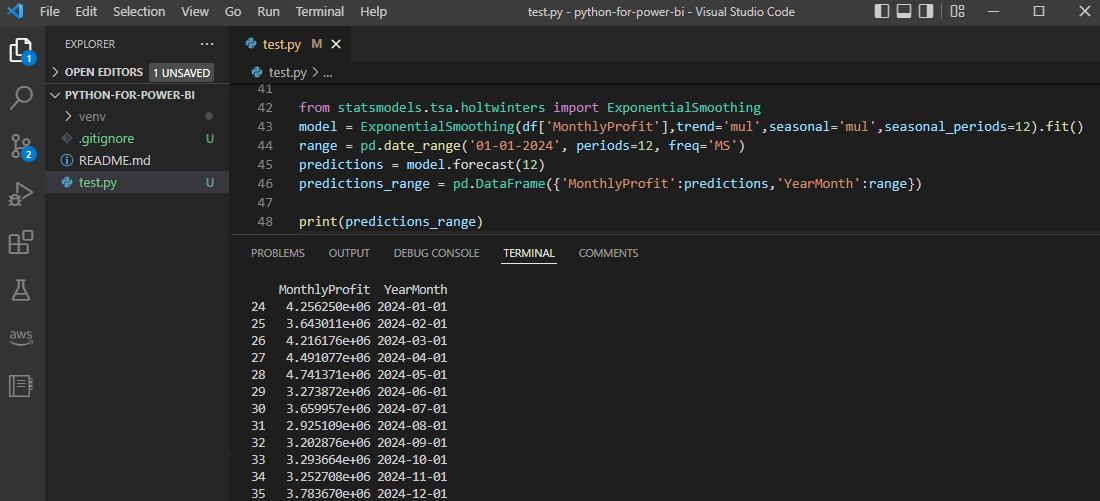 File Edit Selection View Go Run Terminal Help test.py - python-for-power-bi - Visual Studio Code
EXPLORER ...
OPEN EDITORS 1 UNSAVED
PYTHON-FOR-POWER-BI
venv
.gitignore U
README.md
test.py U
1
2
aws
test.py M
test.py > ...
41
42 from statsmodels.tsa.holtwinters import ExponentialSmoothing
43 model = ExponentialSmoothing(df['MonthlyProfit'],trend='mul',seasonal='mul',seasonal_periods=12).fit()
44 range = pd.date_range('01-01-2024', periods=12, freq='MS')
45 predictions = model.forecast(12)
46 predictions_range = pd.DataFrame({'MonthlyProfit':predictions,'YearMonth':range})
47
48 print(predictions_range)
PROBLEMS OUTPUT DEBUG CONSOLE TERMINAL COMMENTS
MonthlyProfit YearMonth
24 4.256250e+06 2024-01-01
25 3.643011e+06 2024-02-01
26 4.216176e+06 2024-03-01
27 4.491077e+06 2024-04-01
28 4.741371e+06 2024-05-01
29 3.273872e+06 2024-06-01
30 3.659957e+06 2024-07-01
31 2.925109e+06 2024-08-01
32 3.202876e+06 2024-09-01
33 3.293664e+06 2024-10-01
34 3.252708e+06 2024-11-01
35 3.783670e+06 2024-12-01